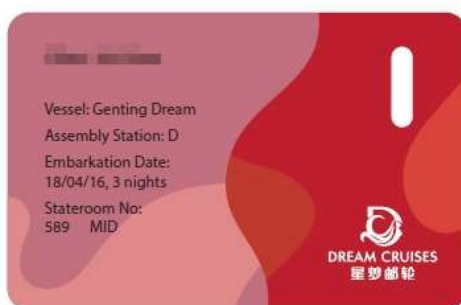 Vessel: Genting Dream
Assembly Station: D
Embarkation Date:
18/04/16, 3 nights
Stateroom No:
589 MID
DREAM CRUISES
星梦邮轮